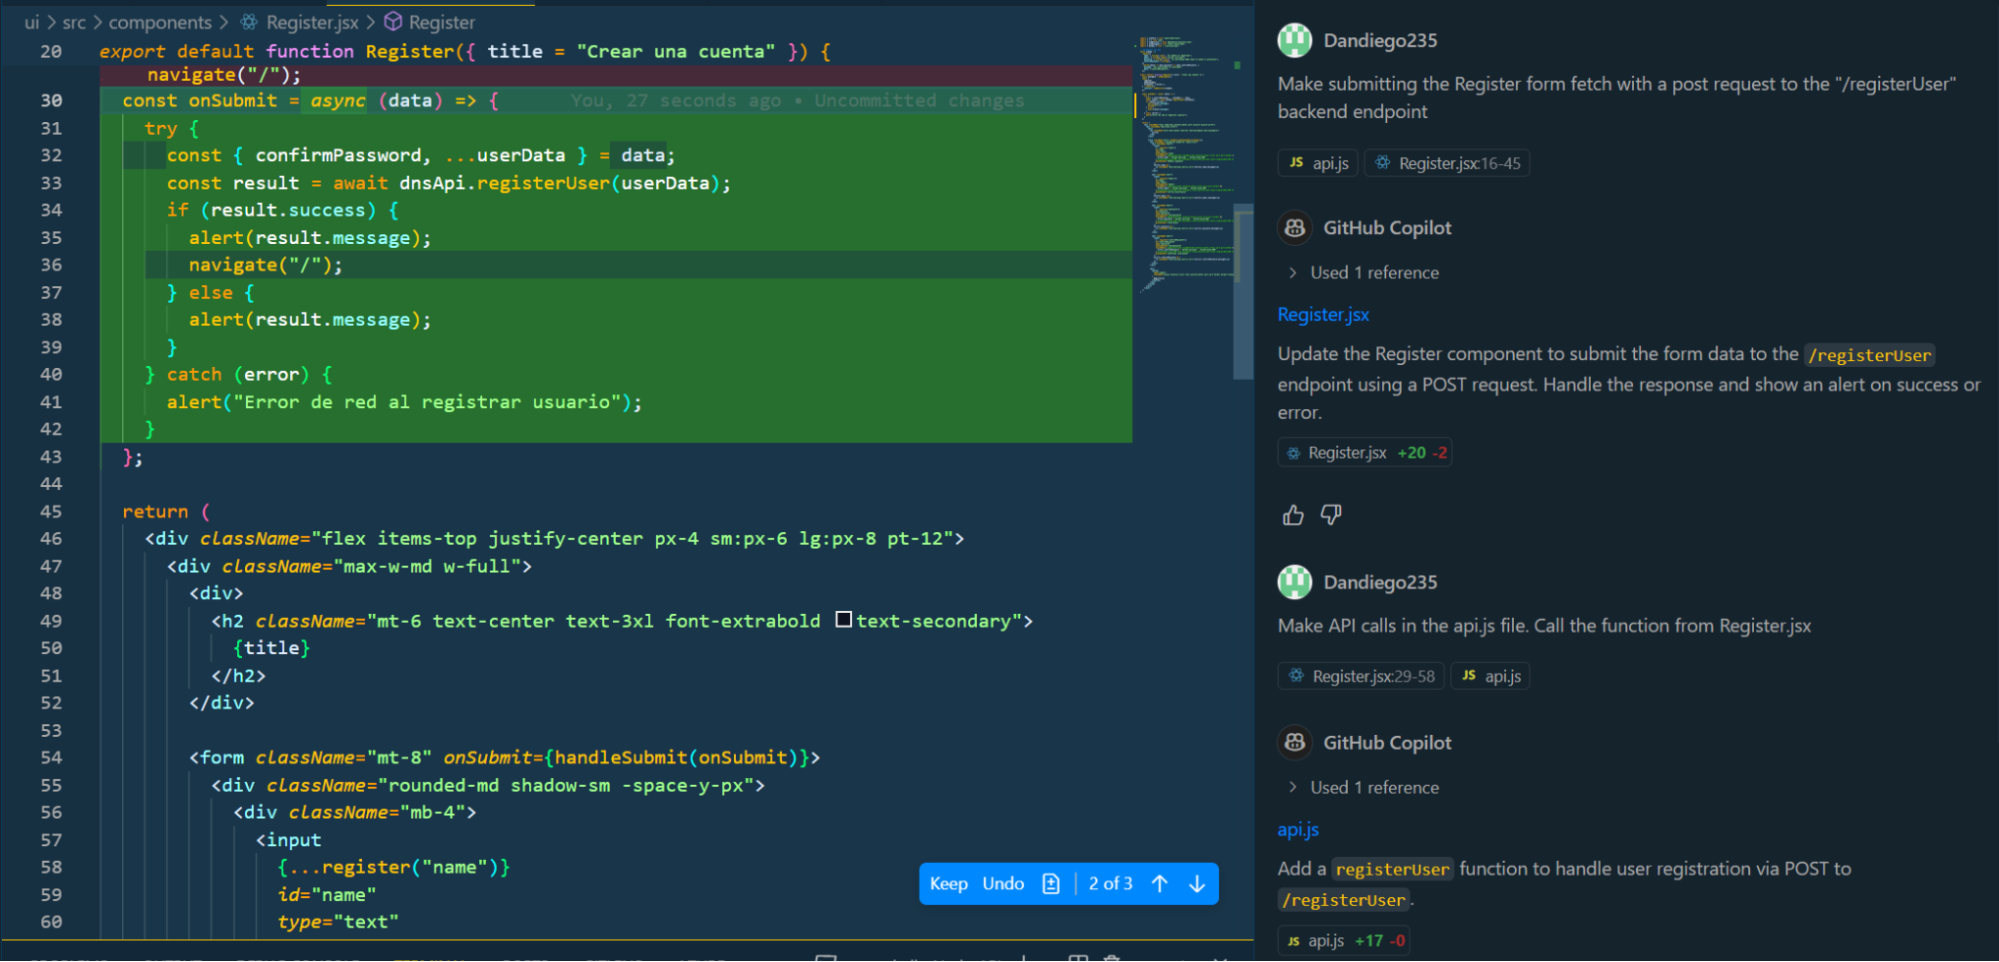 ui > src > components > Register.jsx > Register
20 export default function Register({ title = "Crear una cuenta" }) {
navigate("/");
30 const onSubmit = async (data) => { You, 27 seconds ago • Uncommitted changes
31 try {
32 const { confirmPassword, ...userData } = data;
33 const result = await dnsApi.registerUser(userData);
34 if (result.success) {
35 alert(result.message);
36 navigate("/");
37 } else {
38 alert(result.message);
39 }
40 } catch (error) {
41 alert("Error de red al registrar usuario");
42 }
43 };
44
45 return (
46 <div className="flex items-top justify-center px-4 sm:px-6 lg:px-8 pt-12">
47 <div className="max-w-md w-full">
48 <div>
49 <h2 className="mt-6 text-center text-3xl font-extrabold text-secondary">
50 {title}
51 </h2>
52 </div>
53
54 <form className="mt-8" onSubmit={handleSubmit(onSubmit)}>
55 <div className="rounded-md shadow-sm -space-y-px">
56 <div className="mb-4">
57 <input
58 {...register("name")}
59 id="name"
60 type="text"
Keep Undo 2 of 3
Dandiego235
Make submitting the Register form fetch with a post request to the "/registerUser"
backend endpoint
JS api.js Register.jsx:16-45
GitHub Copilot
> Used 1 reference
Register.jsx
Update the Register component to submit the form data to the /registerUser
endpoint using a POST request. Handle the response and show an alert on success or
error.
Register.jsx +20 -2
Dandiego235
Make API calls in the api.js file. Call the function from Register.jsx
Register.jsx:29-58 JS api.js
GitHub Copilot
> Used 1 reference
api.js
Add a registerUser function to handle user registration via POST to
/registerUser.
JS api.js +17 -0